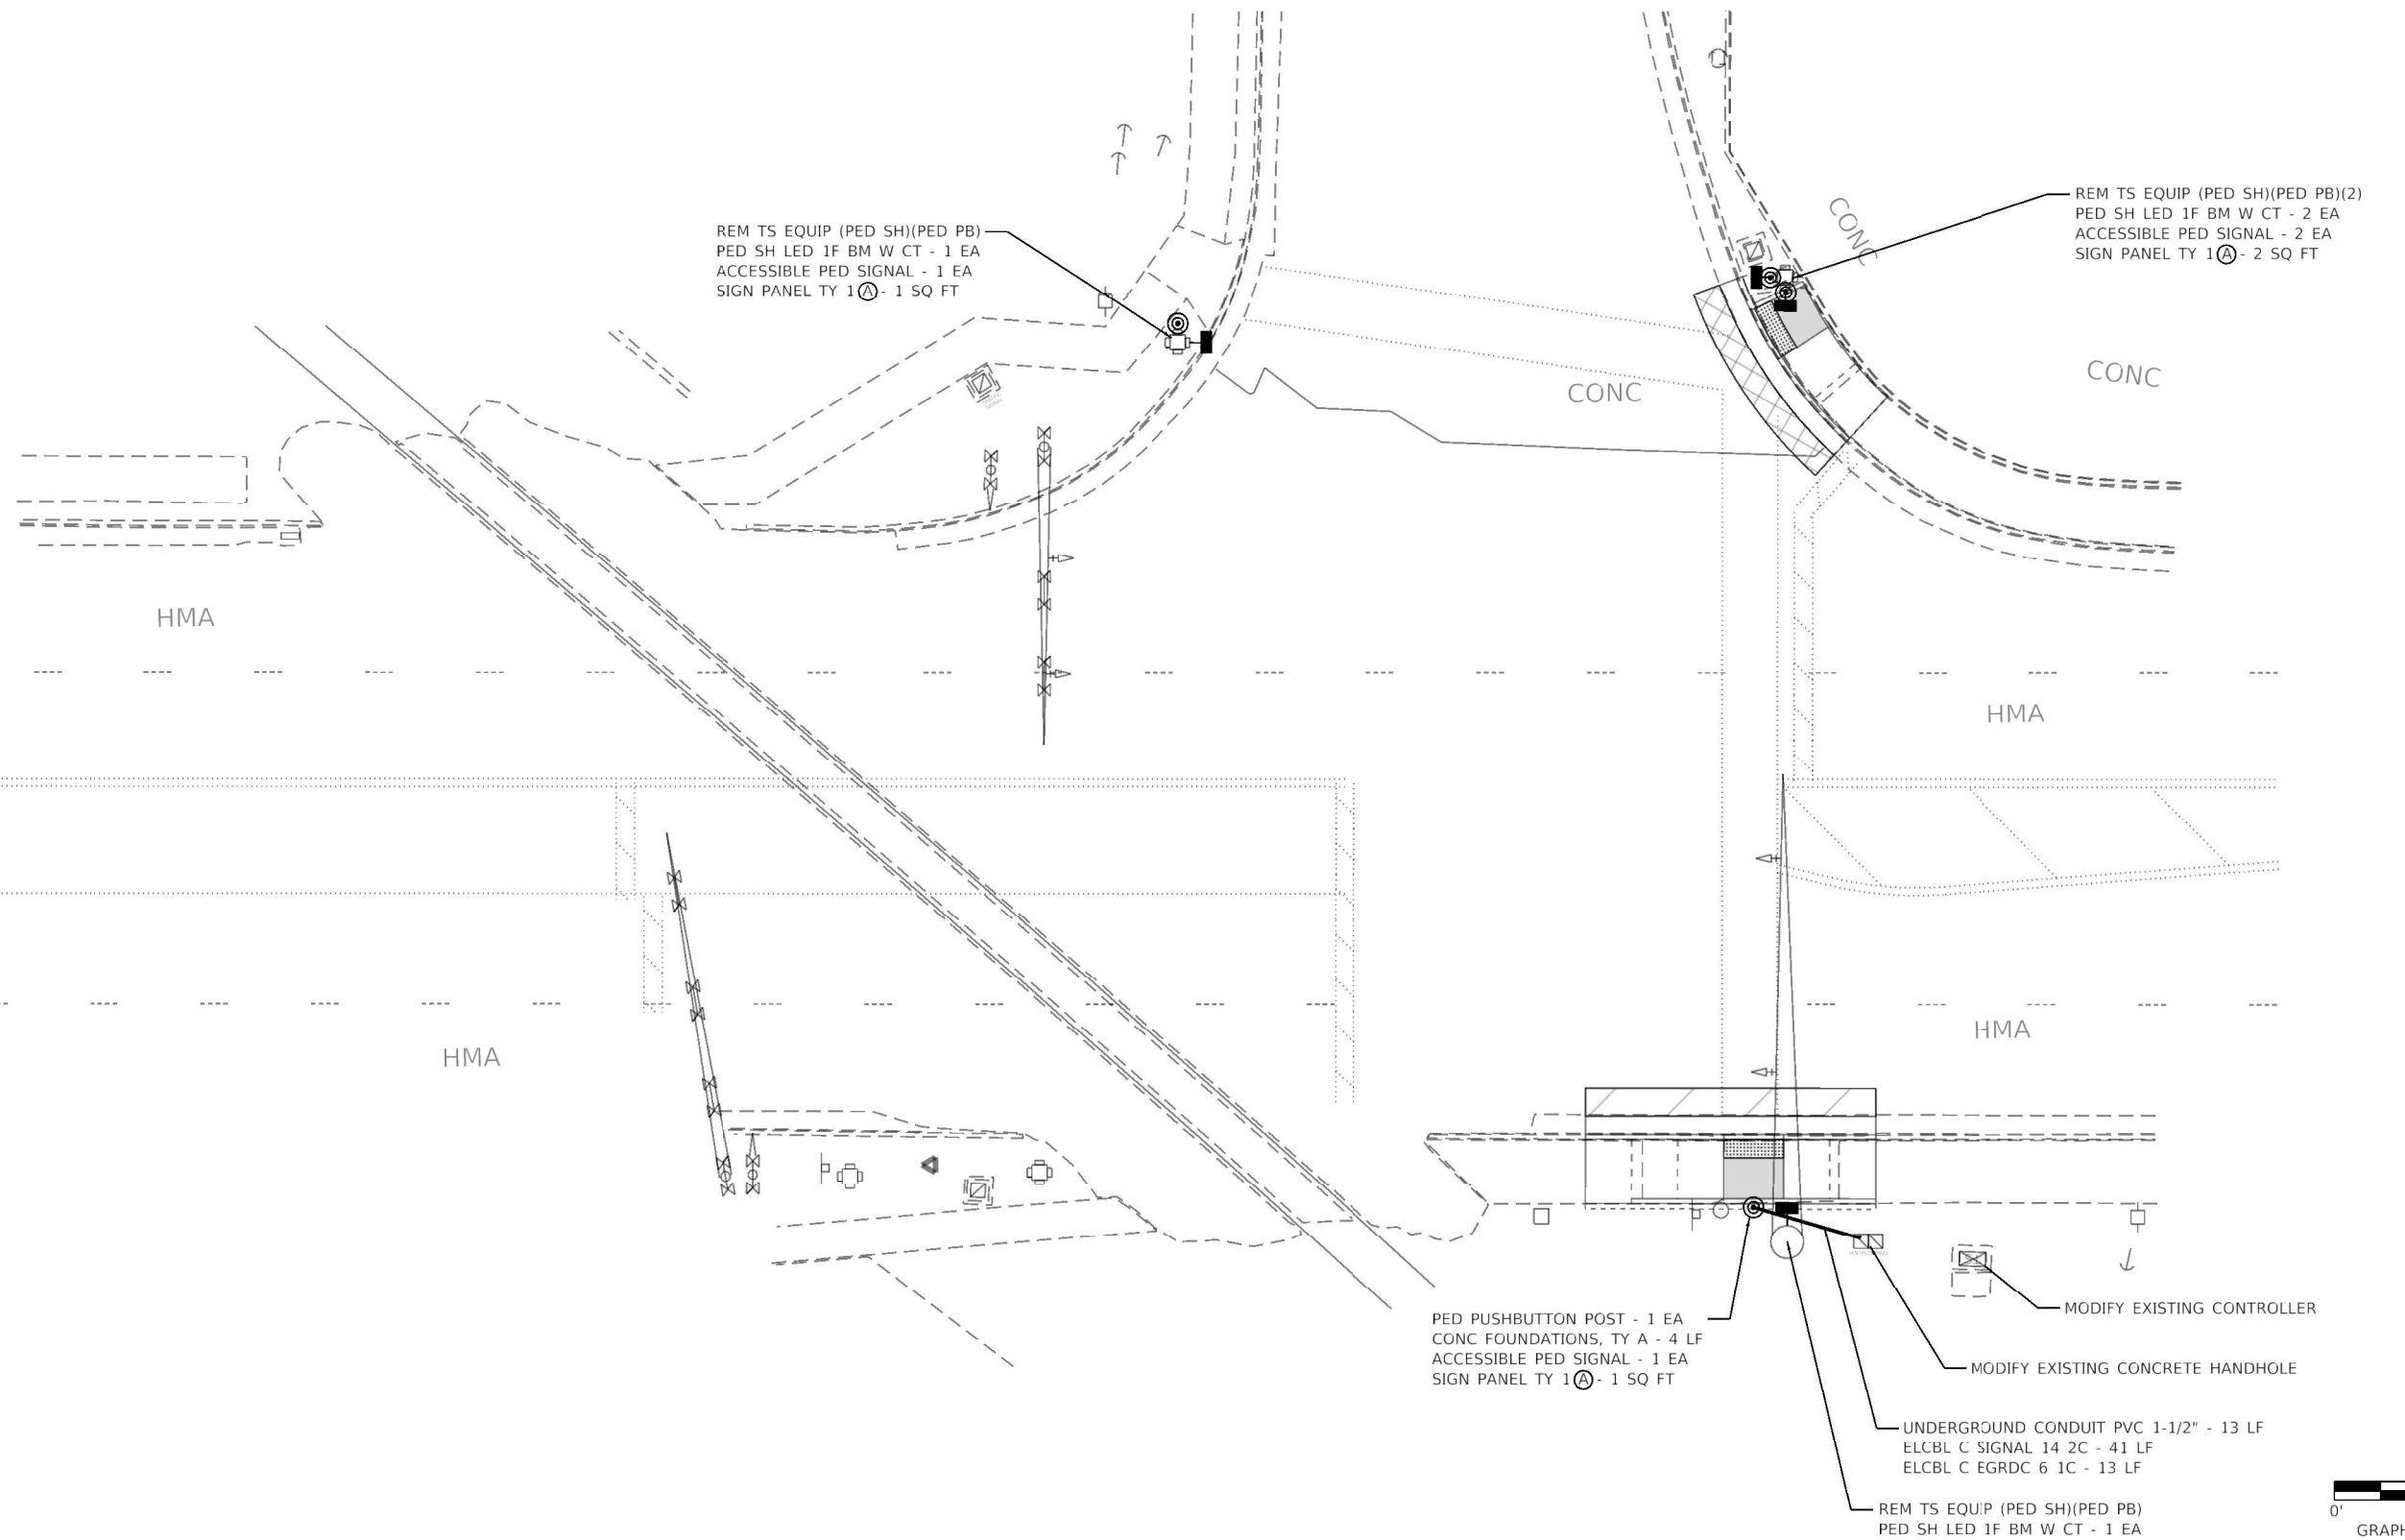 REM TS EQUIP (PED SH)(PED PB)
PED SH LED 1F BM W CT - 1 EA
ACCESSIBLE PED SIGNAL - 1 EA
SIGN PANEL TY 1 A - 1 SQ FT
REM TS EQUIP (PED SH)(PED PB)(2)
PED SH LED 1F BM W CT - 2 EA
ACCESSIBLE PED SIGNAL - 2 EA
SIGN PANEL TY 1 A - 2 SQ FT
CONC
CONC
CONC
HMA
HMA
HMA
HMA
PED PUSHBUTTON POST - 1 EA
CONC FOUNDATIONS, TY A - 4 LF
ACCESSIBLE PED SIGNAL - 1 EA
SIGN PANEL TY 1 A - 1 SQ FT
MODIFY EXISTING CONTROLLER
MODIFY EXISTING CONCRETE HANDHOLE
UNDERGROUND CONDUIT PVC 1-1/2" - 13 LF
ELCBL C SIGNAL 14 2C - 41 LF
ELCBL C EGRDC 6 1C - 13 LF
REM TS EQUIP (PED SH)(PED PB)
PED SH LED 1F BM W CT - 1 EA
0'
GRAPH